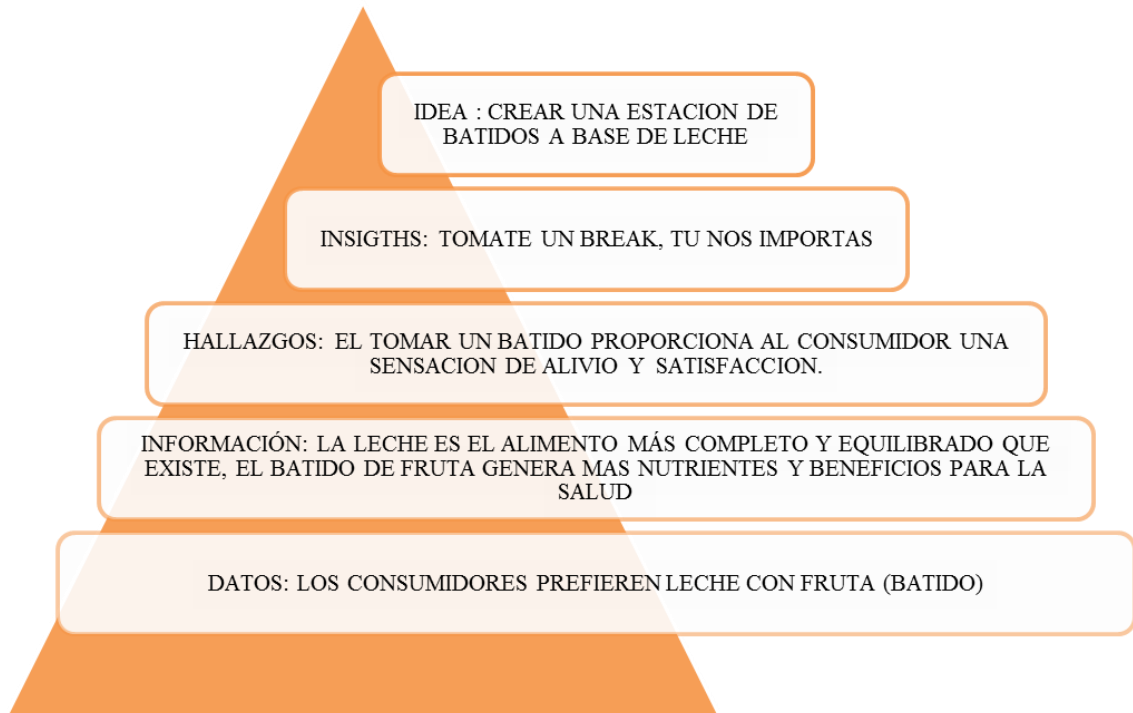 IDEA : CREAR UNA ESTACION DE
BATIDOS A BASE DE LECHE
INSIGTHS: TOMATE UN BREAK, TU NOS IMPORTAS
HALLAZGOS: EL TOMAR UN BATIDO PROPORCIONA AL CONSUMIDOR UNA
SENSACION DE ALIVIO Y SATISFACCION.
INFORMACIÓN: LA LECHE ES EL ALIMENTO MÁS COMPLETO Y EQUILIBRADO QUE
EXISTE, EL BATIDO DE FRUTA GENERA MAS NUTRIENTES Y BENEFICIOS PARA LA
SALUD
DATOS: LOS CONSUMIDORES PREFIEREN LECHE CON FRUTA (BATIDO)